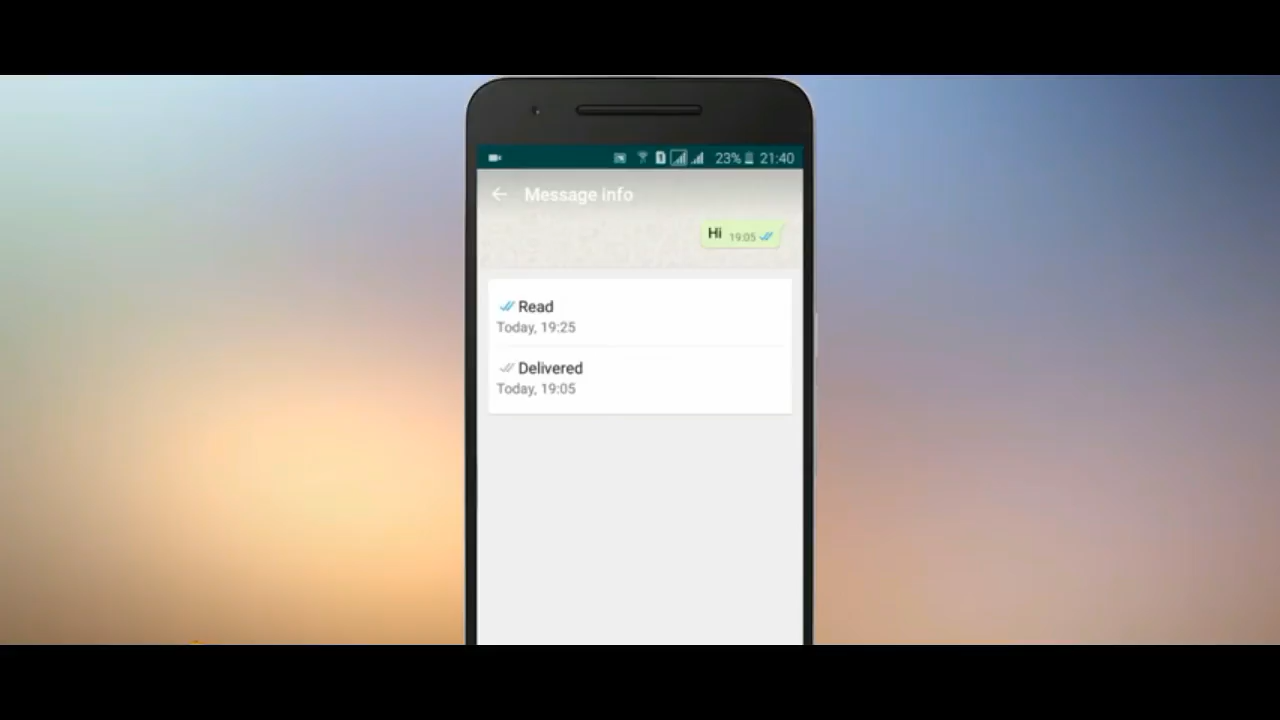 23% 21:40
Message info
Hi 19:05
Read
Today, 19:25
Delivered
Today, 19:05